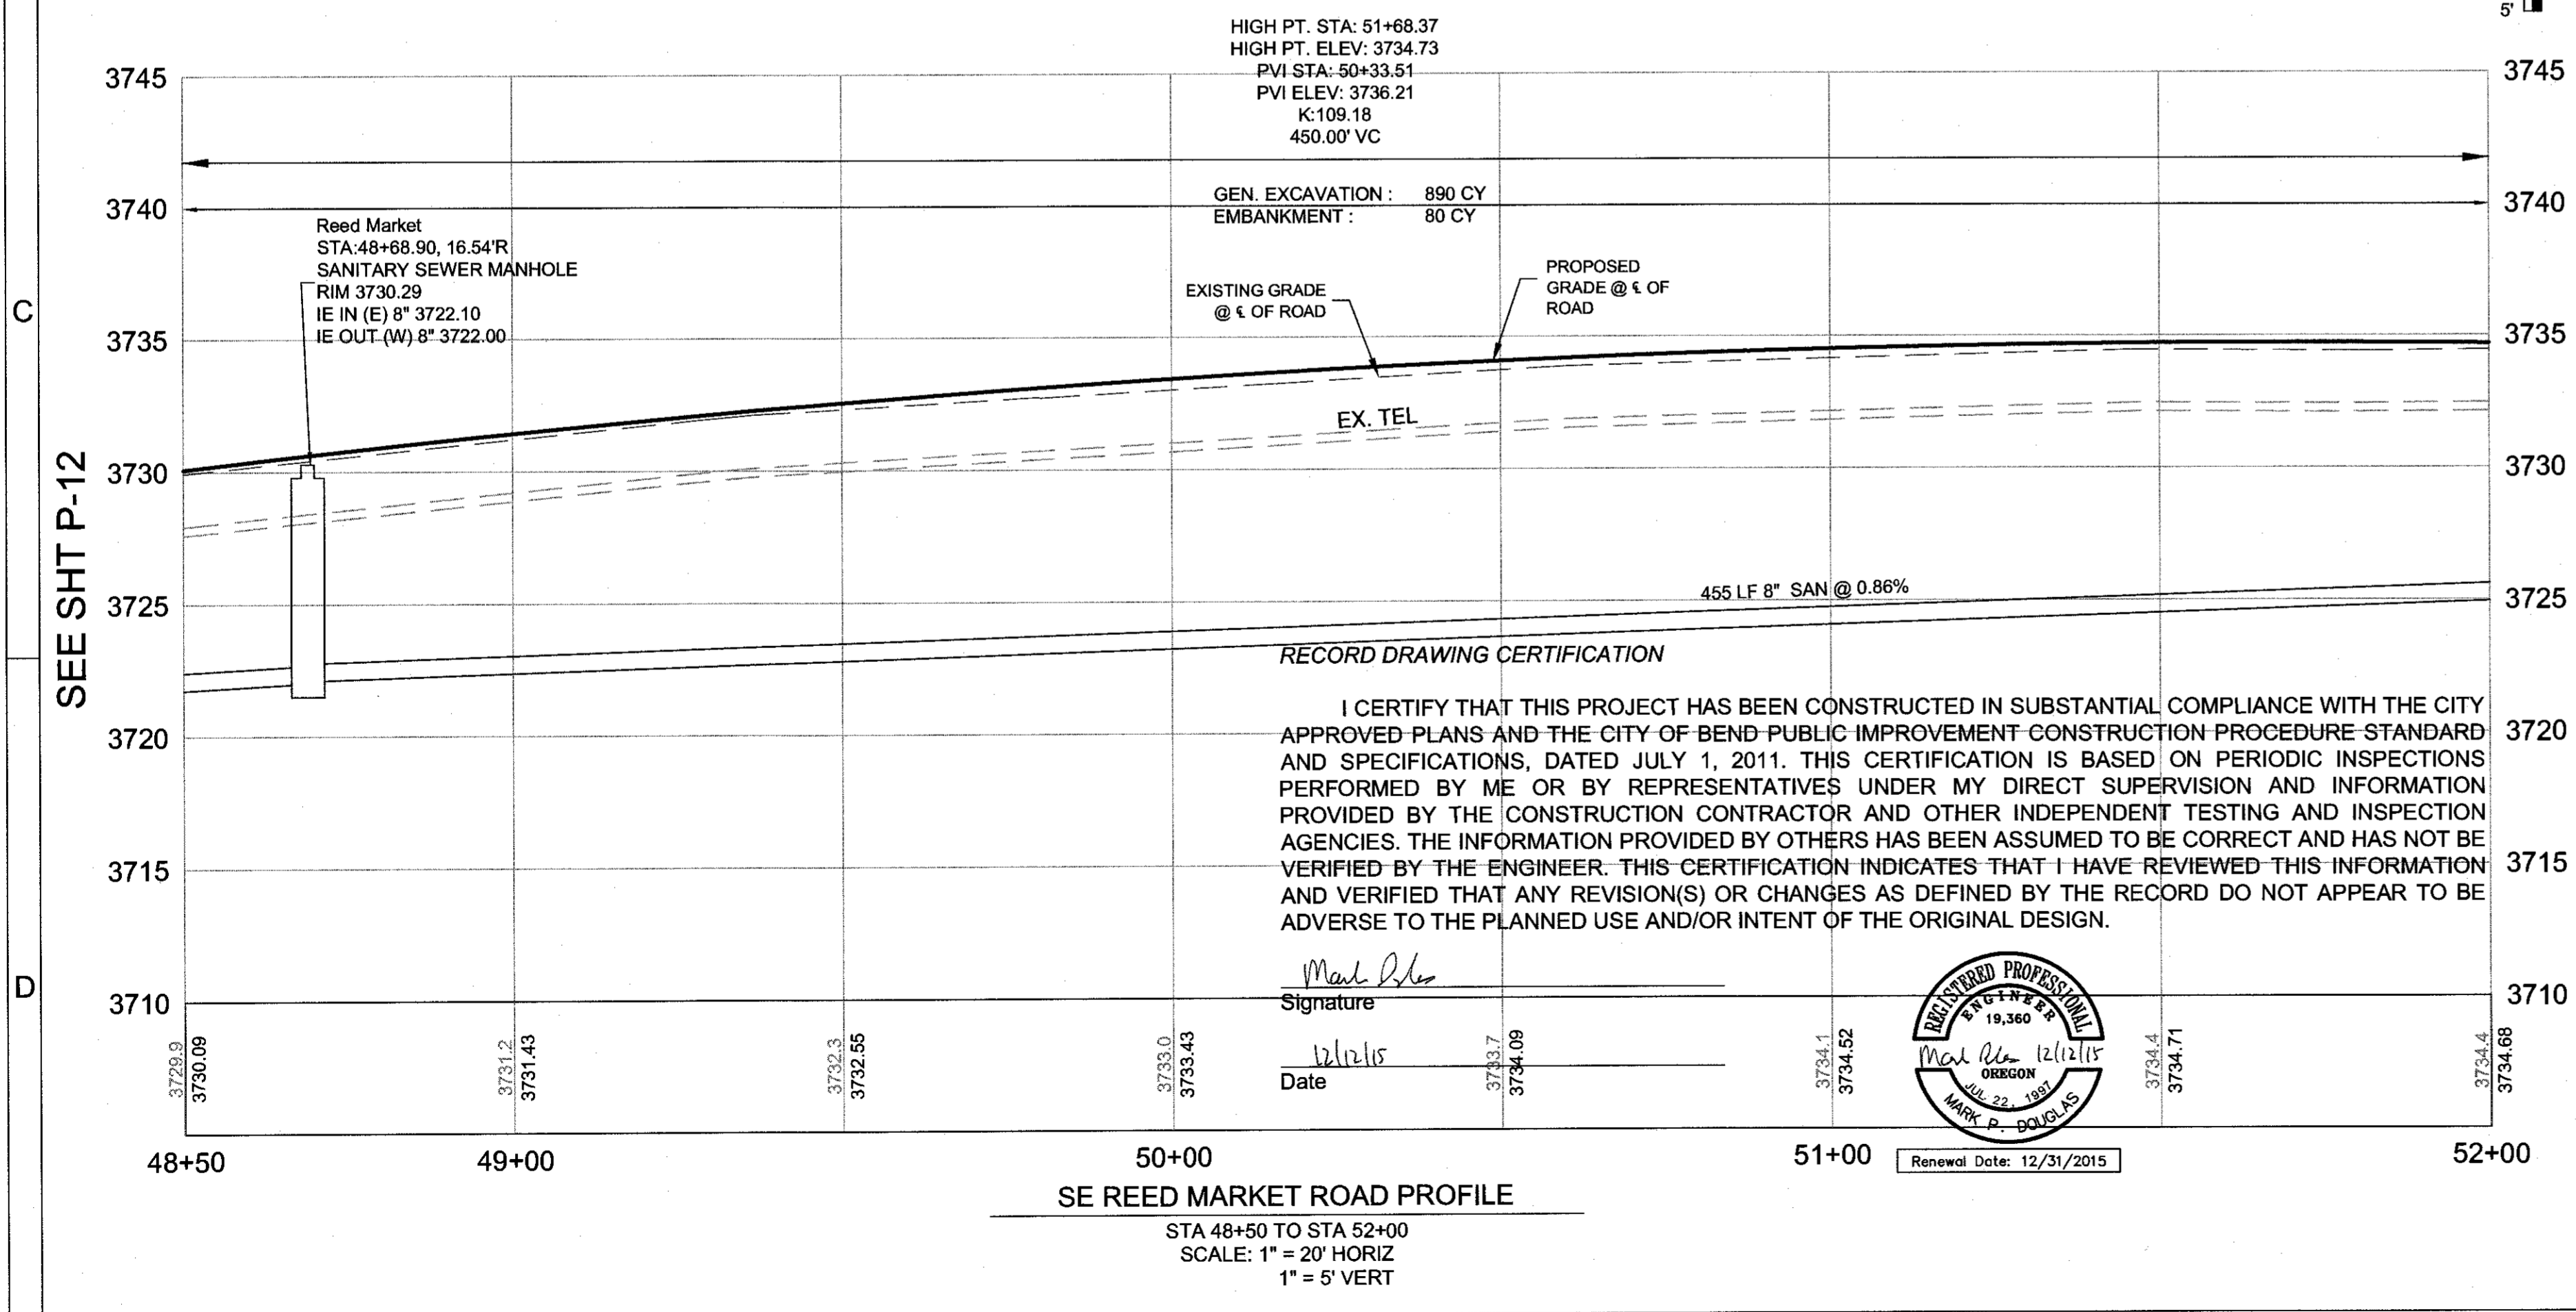 5'
HIGH PT. STA: 51+68.37
HIGH PT. ELEV: 3734.73
PVI STA: 50+33.51
PVI ELEV: 3736.21
K:109.18
450.00' VC
3745
3745
GEN. EXCAVATION : 890 CY
EMBANKMENT : 80 CY
3740
3740
Reed Market
STA:48+68.90, 16.54'R
SANITARY SEWER MANHOLE
RIM 3730.29
IE IN (E) 8" 3722.10
IE OUT (W) 8" 3722.00
EXISTING GRADE
@ ℄ OF ROAD
PROPOSED
GRADE @ ℄ OF
ROAD
C
3735
3735
EX. TEL
3730
3730
SEE SHT P-12
455 LF 8" SAN @ 0.86%
3725
3725
RECORD DRAWING CERTIFICATION
I CERTIFY THAT THIS PROJECT HAS BEEN CONSTRUCTED IN SUBSTANTIAL COMPLIANCE WITH THE CITY
APPROVED PLANS AND THE CITY OF BEND PUBLIC IMPROVEMENT CONSTRUCTION PROCEDURE STANDARD
AND SPECIFICATIONS, DATED JULY 1, 2011. THIS CERTIFICATION IS BASED ON PERIODIC INSPECTIONS
PERFORMED BY ME OR BY REPRESENTATIVES UNDER MY DIRECT SUPERVISION AND INFORMATION
PROVIDED BY THE CONSTRUCTION CONTRACTOR AND OTHER INDEPENDENT TESTING AND INSPECTION
AGENCIES. THE INFORMATION PROVIDED BY OTHERS HAS BEEN ASSUMED TO BE CORRECT AND HAS NOT BE
VERIFIED BY THE ENGINEER. THIS CERTIFICATION INDICATES THAT I HAVE REVIEWED THIS INFORMATION
AND VERIFIED THAT ANY REVISION(S) OR CHANGES AS DEFINED BY THE RECORD DO NOT APPEAR TO BE
ADVERSE TO THE PLANNED USE AND/OR INTENT OF THE ORIGINAL DESIGN.
3720
3720
3715
3715
D
3710
3710
Signature
12/12/15
Date
REGISTERED PROFESSIONAL
ENGINEER
19,360
12/12/15
OREGON
JUL 22, 1997
MARK P. DOUGLAS
Renewal Date: 12/31/2015
3729.9
3730.09
3731.2
3731.43
3732.3
3732.55
3733.0
3733.43
3733.7
3734.09
3734.1
3734.52
3734.4
3734.71
3734.4
3734.68
48+50
49+00
50+00
51+00
52+00
SE REED MARKET ROAD PROFILE
STA 48+50 TO STA 52+00
SCALE: 1" = 20' HORIZ
1" = 5' VERT